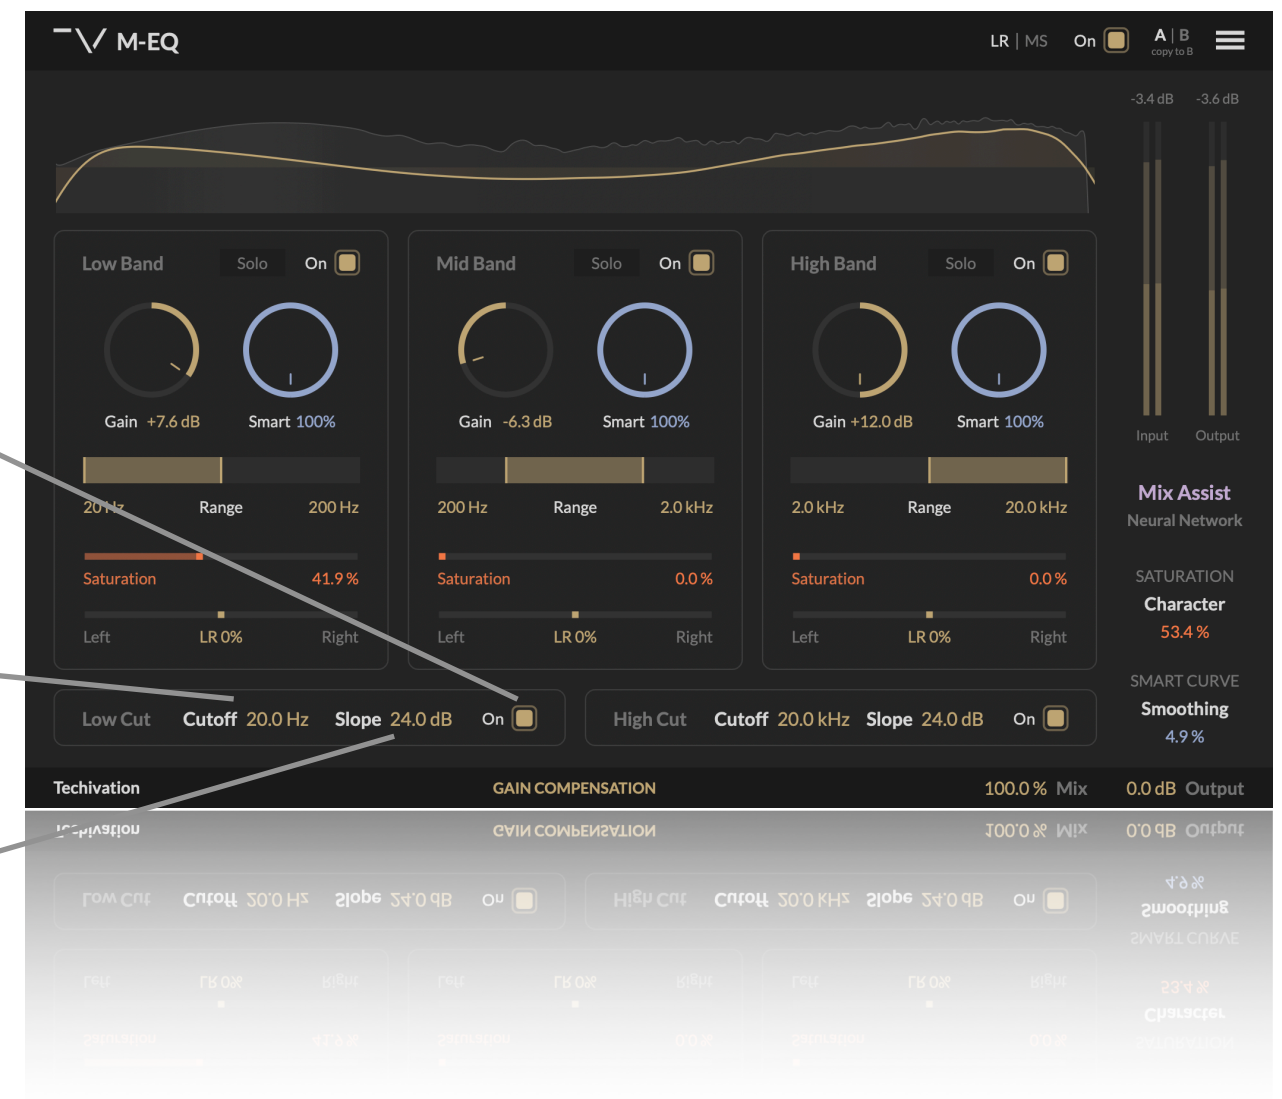 M-EQ
LR | MS On A | B
copy to B
-3.4 dB -3.6 dB
Low Band Solo On
Mid Band Solo On
High Band Solo On
Gain +7.6 dB Smart 100%
Gain -6.3 dB Smart 100%
Gain +12.0 dB Smart 100%
Input Output
20 Hz Range 200 Hz
200 Hz Range 2.0 kHz
2.0 kHz Range 20.0 kHz
Mix Assist
Neural Network
Saturation 41.9 %
Saturation 0.0 %
Saturation 0.0 %
SATURATION
Character
53.4 %
Left LR 0% Right
Left LR 0% Right
Left LR 0% Right
SMART CURVE
Smoothing
4.9 %
Low Cut Cutoff 20.0 Hz Slope 24.0 dB On
High Cut Cutoff 20.0 kHz Slope 24.0 dB On
Techivation GAIN COMPENSATION 100.0 % Mix 0.0 dB Output